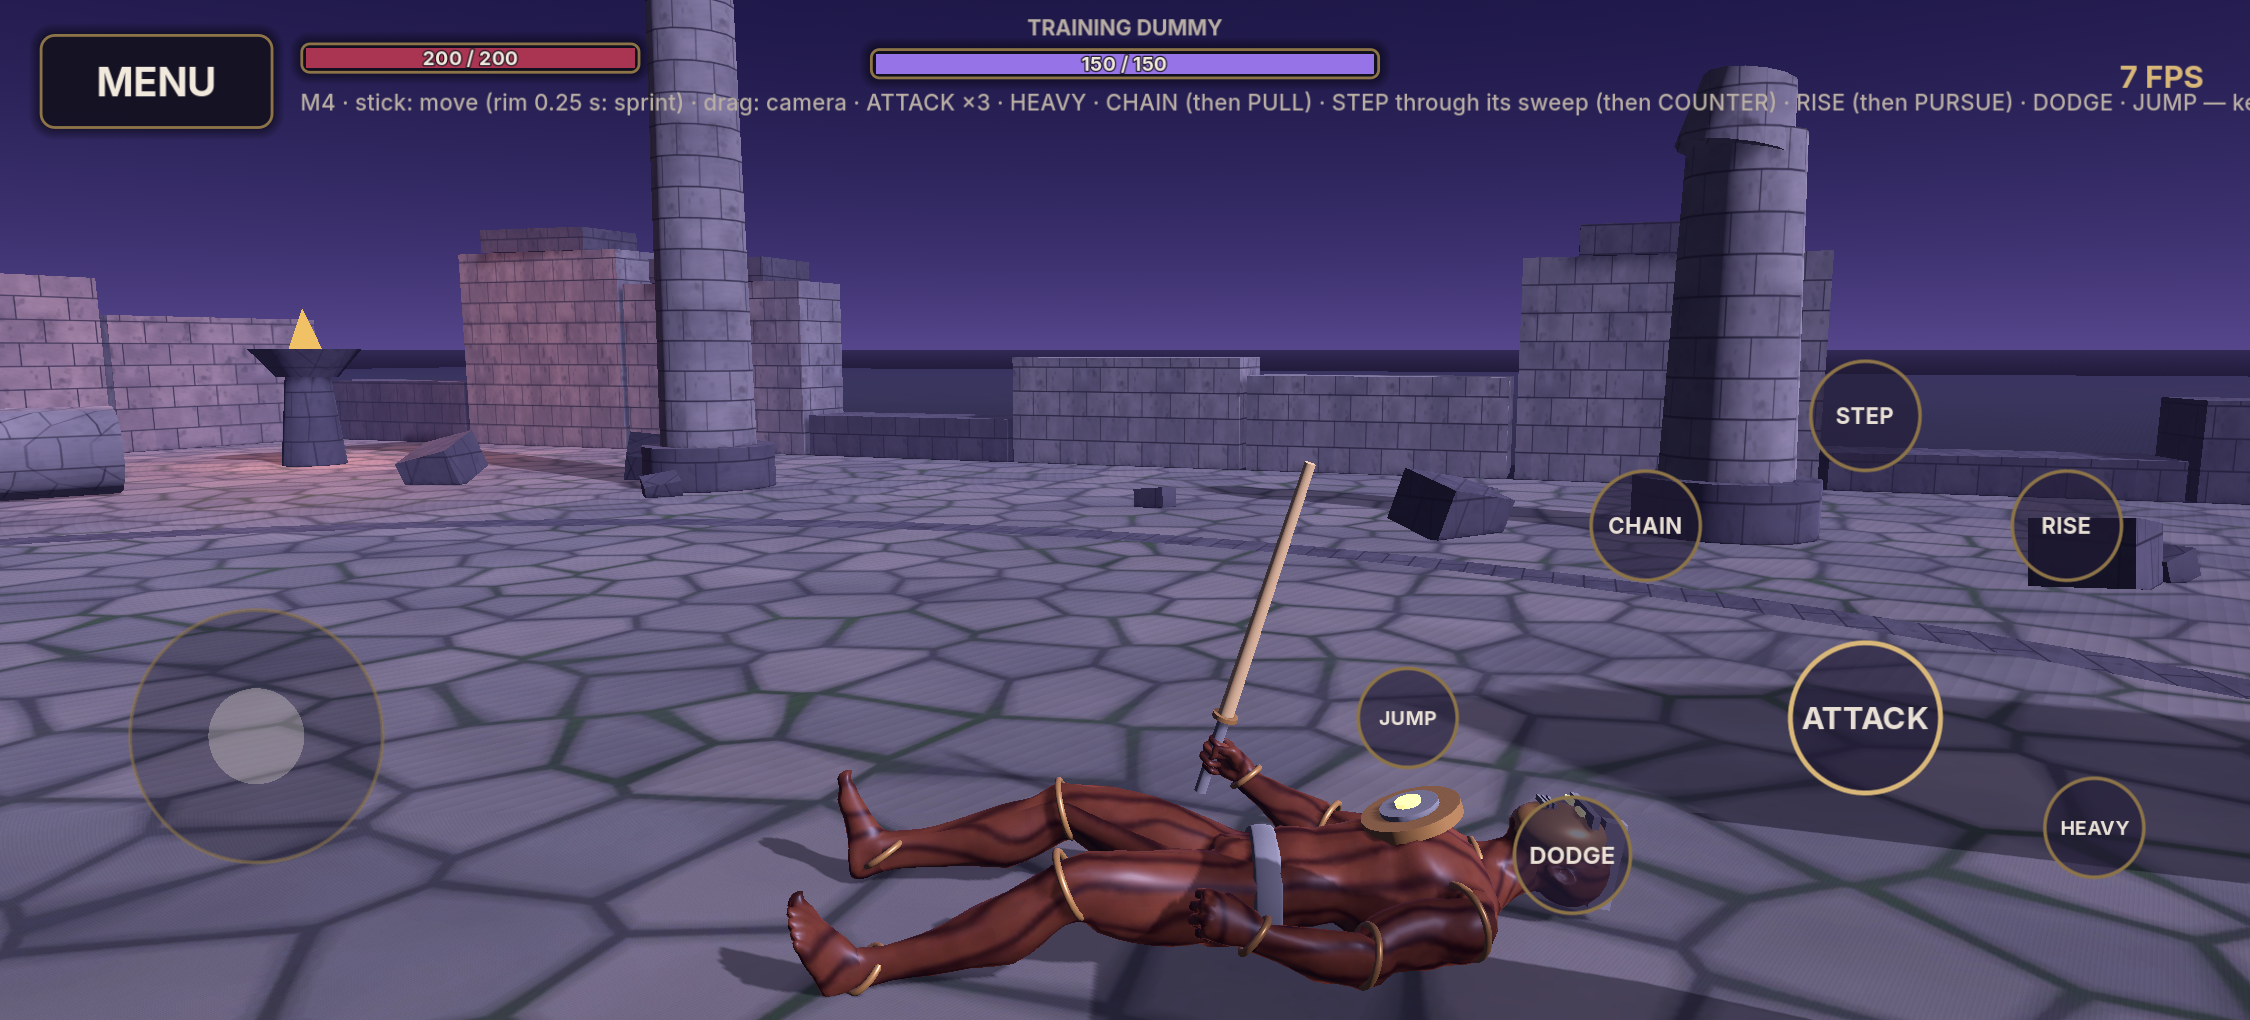 TRAINING DUMMY
MENU
200 / 200
150 / 150
7 FPS
M4 · stick: move (rim 0.25 s: sprint) · drag: camera · ATTACK ×3 · HEAVY · CHAIN (then PULL) · STEP through its sweep (then COUNTER) · RISE (then PURSUE) · DODGE · JUMP —
STEP
CHAIN
RISE
JUMP
ATTACK
HEAVY
DODGE